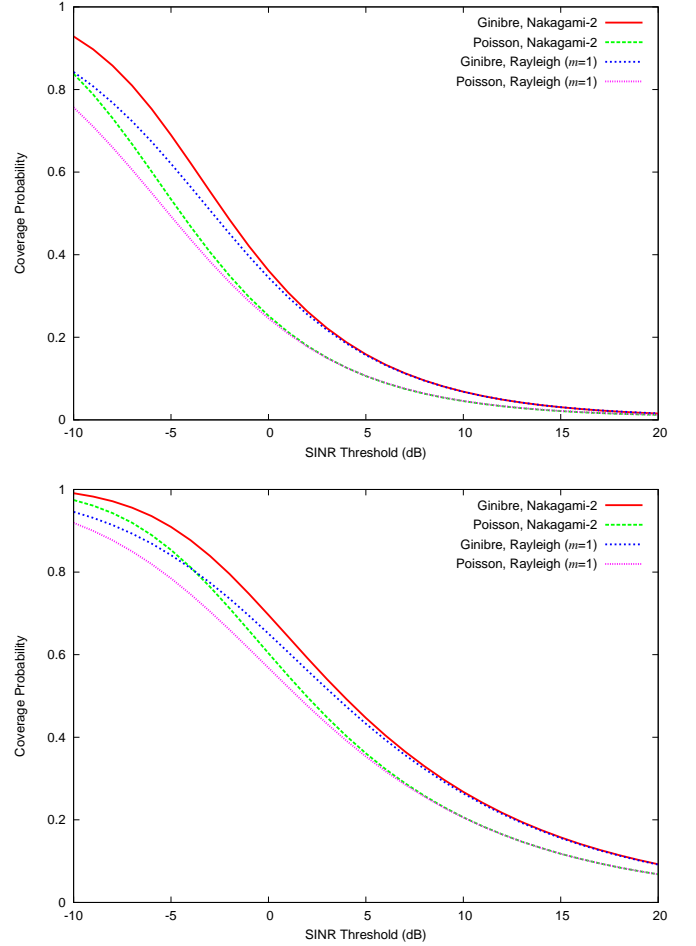 Ginibre, Nakagami-2
Poisson, Nakagami-2
Ginibre, Rayleigh (m=1)
Poisson, Rayleigh (m=1)
1
0.8
0.6
0.4
0.2
0
Coverage Probability
-10 -5 0 5 10 15 20
SINR Threshold (dB)
Ginibre, Nakagami-2
Poisson, Nakagami-2
Ginibre, Rayleigh (m=1)
Poisson, Rayleigh (m=1)
1
0.8
0.6
0.4
0.2
0
Coverage Probability
-10 -5 0 5 10 15 20
SINR Threshold (dB)